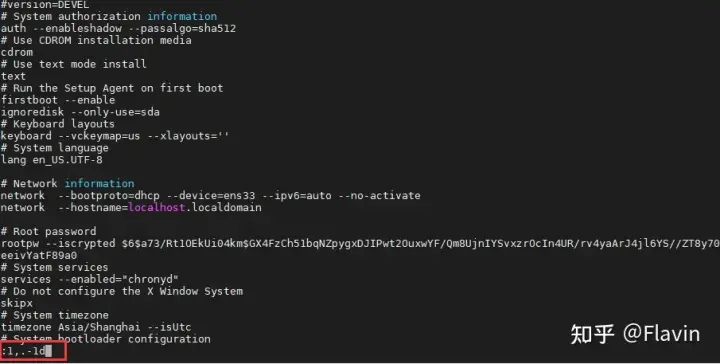 #version=DEVEL
# System authorization information
auth --enableshadow --passalgo=sha512
# Use CDROM installation media
cdrom
# Use text mode install
text
# Run the Setup Agent on first boot
firstboot --enable
ignoredisk --only-use=sda
# Keyboard layouts
keyboard --vckeymap=us --xlayouts=''
# System language
lang en_US.UTF-8
# Network information
network  --bootproto=dhcp --device=ens33 --ipv6=auto --no-activate
network  --hostname=localhost.localdomain
# Root password
rootpw --iscrypted $6$a73/Rt1OEkUi04km$GX4FzCh51bqNZpygxDJIPwt2OuxwYF/Qm8UjnIYSvxzrOcIn4UR/rv4yaArJ4jl6YS//ZT8y70
eeivYatF89a0
# System services
services --enabled="chronyd"
# Do not configure the X Window System
skipx
# System timezone
timezone Asia/Shanghai --isUtc
# System bootloader configuration
:1,.-1d
知乎 @Flavin